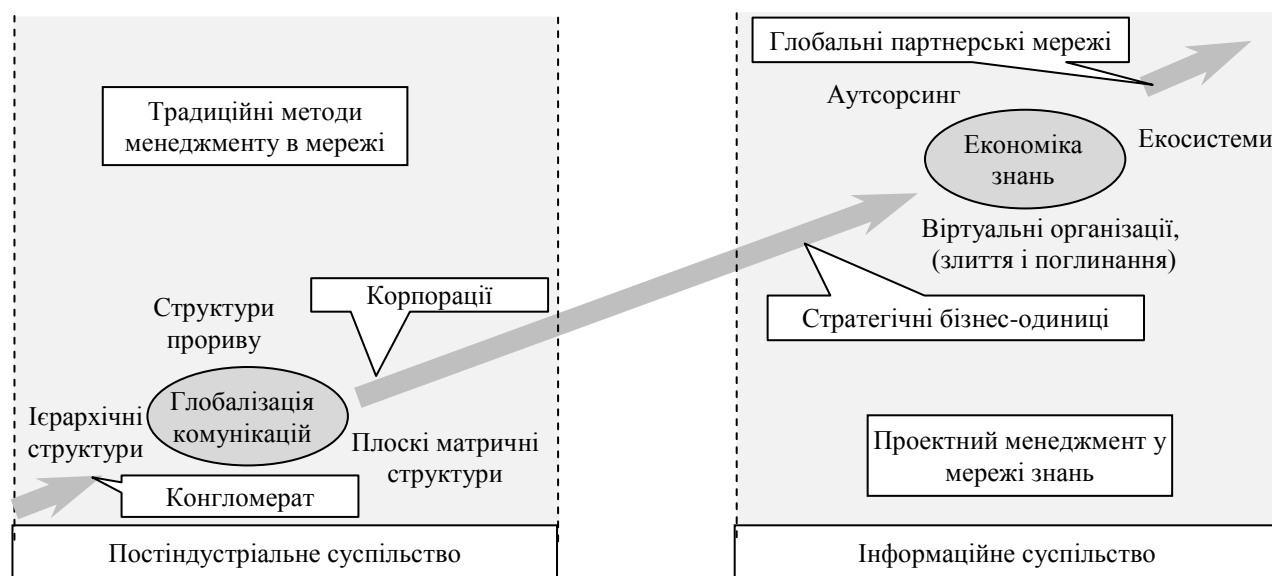 Традиційні методи
менеджменту в мережі
Структури
прориву
Корпорації
Ієрархічні
структури
Глобалізація
комунікацій
Плоскі матричні
структури
Конгломерат
Постіндустріальне суспільство
Глобальні партнерські мережі
Аутсорсинг
Економіка
знань
Екосистеми
Віртуальні організації,
(злиття і поглинання)
Стратегічні бізнес-одиниці
Проектний менеджмент у
мережі знань
Інформаційне суспільство